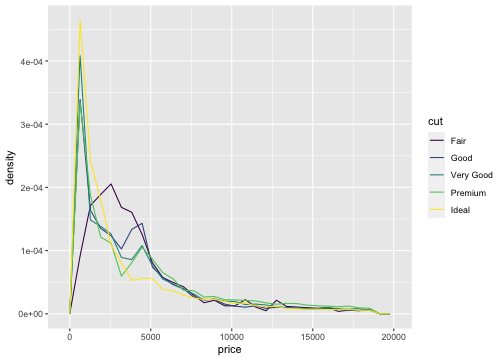 density
4e-04
3e-04
2e-04
1e-04
0e+00
0
5000
10000
15000
20000
price
cut
Fair
Good
Very Good
Premium
Ideal